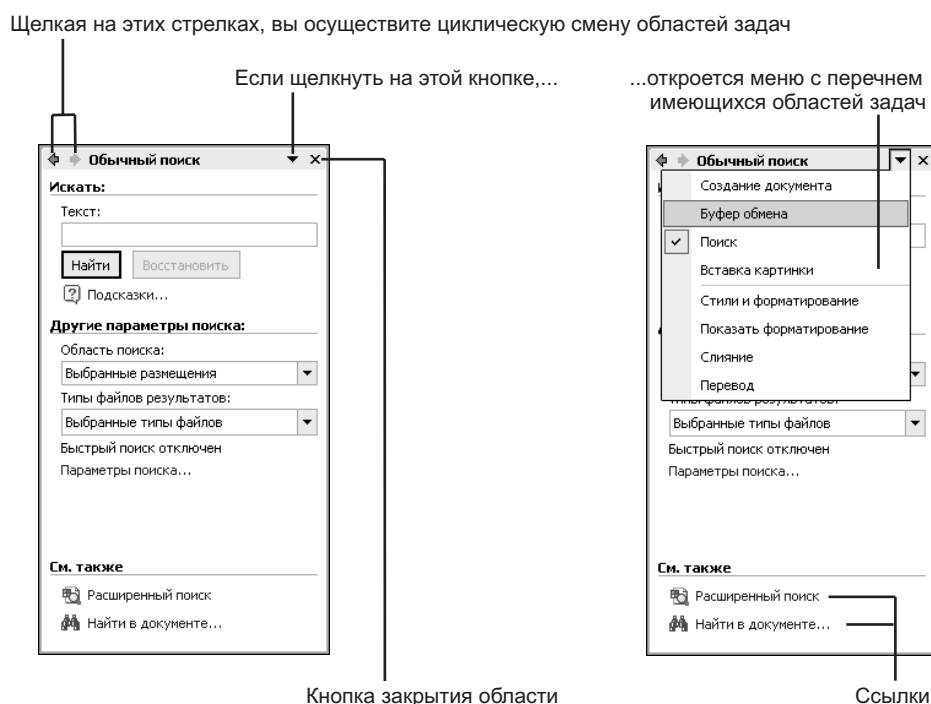 Щелкая на этих стрелках, вы осуществите циклическую смену областей задач
Если щелкнуть на этой кнопке,...
...откроется меню с перечнем
имеющихся областей задач
Обычный поиск
Искать:
Текст:
Найти
Восстановить
Подсказки...
Другие параметры поиска:
Область поиска:
Выбранные размещения
Типы файлов результатов:
Выбранные типы файлов
Быстрый поиск отключен
Параметры поиска...
См. также
Расширенный поиск
Найти в документе...
Кнопка закрытия области
Обычный поиск
Создание документа
Буфер обмена
Поиск
Вставка картинки
Стили и форматирование
Показать форматирование
Слияние
Перевод
Типы файлов результатов:
Выбранные типы файлов
Быстрый поиск отключен
Параметры поиска...
См. также
Расширенный поиск
Найти в документе...
Ссылки